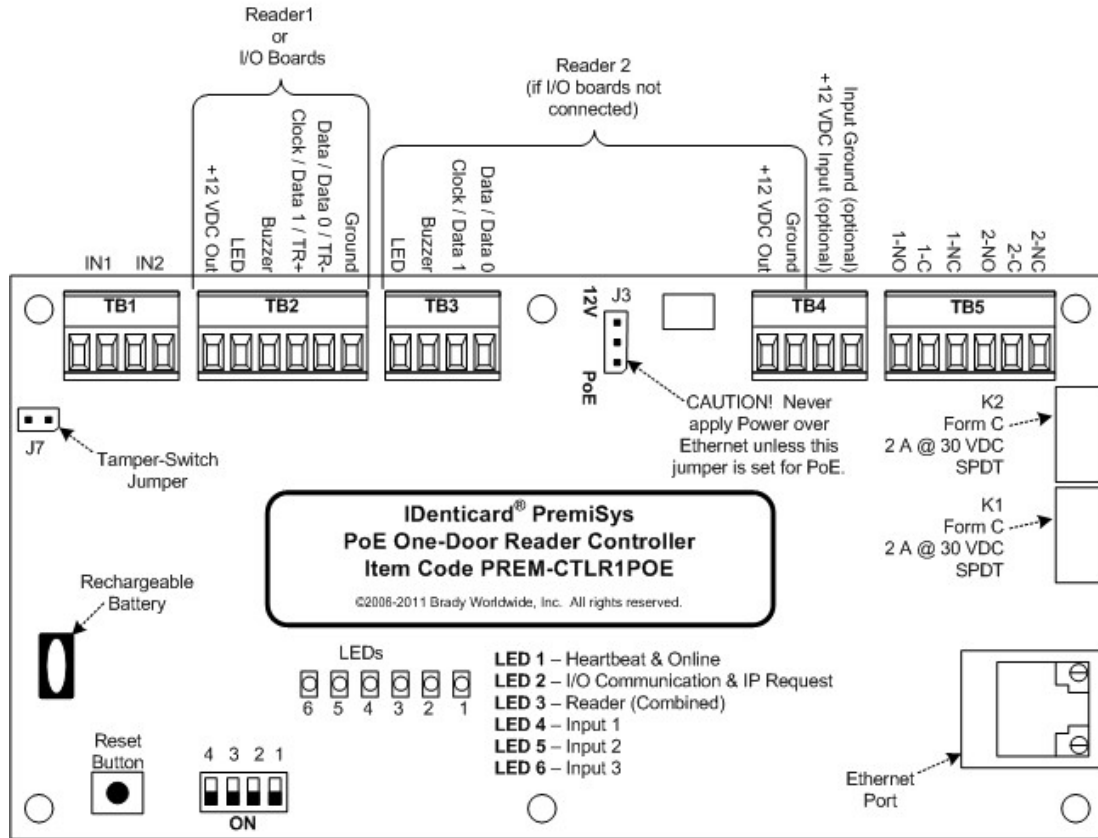 Reader1
or
I/O Boards
Reader 2
(if I/O boards not
connected)
+12 VDC Out
LED
Buzzer
Clock / Data 1 / TR+
Data / Data 0 / TR-
Ground
LED
Buzzer
Clock / Data 1
Data / Data 0
+12 VDC Out
Ground
+12 VDC Input (optional)
Input Ground (optional)
1-NO
1-C
1-NC
2-NO
2-C
2-NC
IN1 IN2
TB1
TB2
TB3
12V
J3
PoE
TB4
TB5
J7
Tamper-Switch
Jumper
CAUTION! Never
apply Power over
Ethernet unless this
jumper is set for PoE.
K2
Form C
2 A @ 30 VDC
SPDT
K1
Form C
2 A @ 30 VDC
SPDT
IDenticard® PremiSys
PoE One-Door Reader Controller
Item Code PREM-CTLR1POE
©2006-2011 Brady Worldwide, Inc. All rights reserved.
Rechargeable
Battery
LEDs
6 5 4 3 2 1
LED 1 – Heartbeat & Online
LED 2 – I/O Communication & IP Request
LED 3 – Reader (Combined)
LED 4 – Input 1
LED 5 – Input 2
LED 6 – Input 3
Reset
Button
4 3 2 1
ON
Ethernet
Port